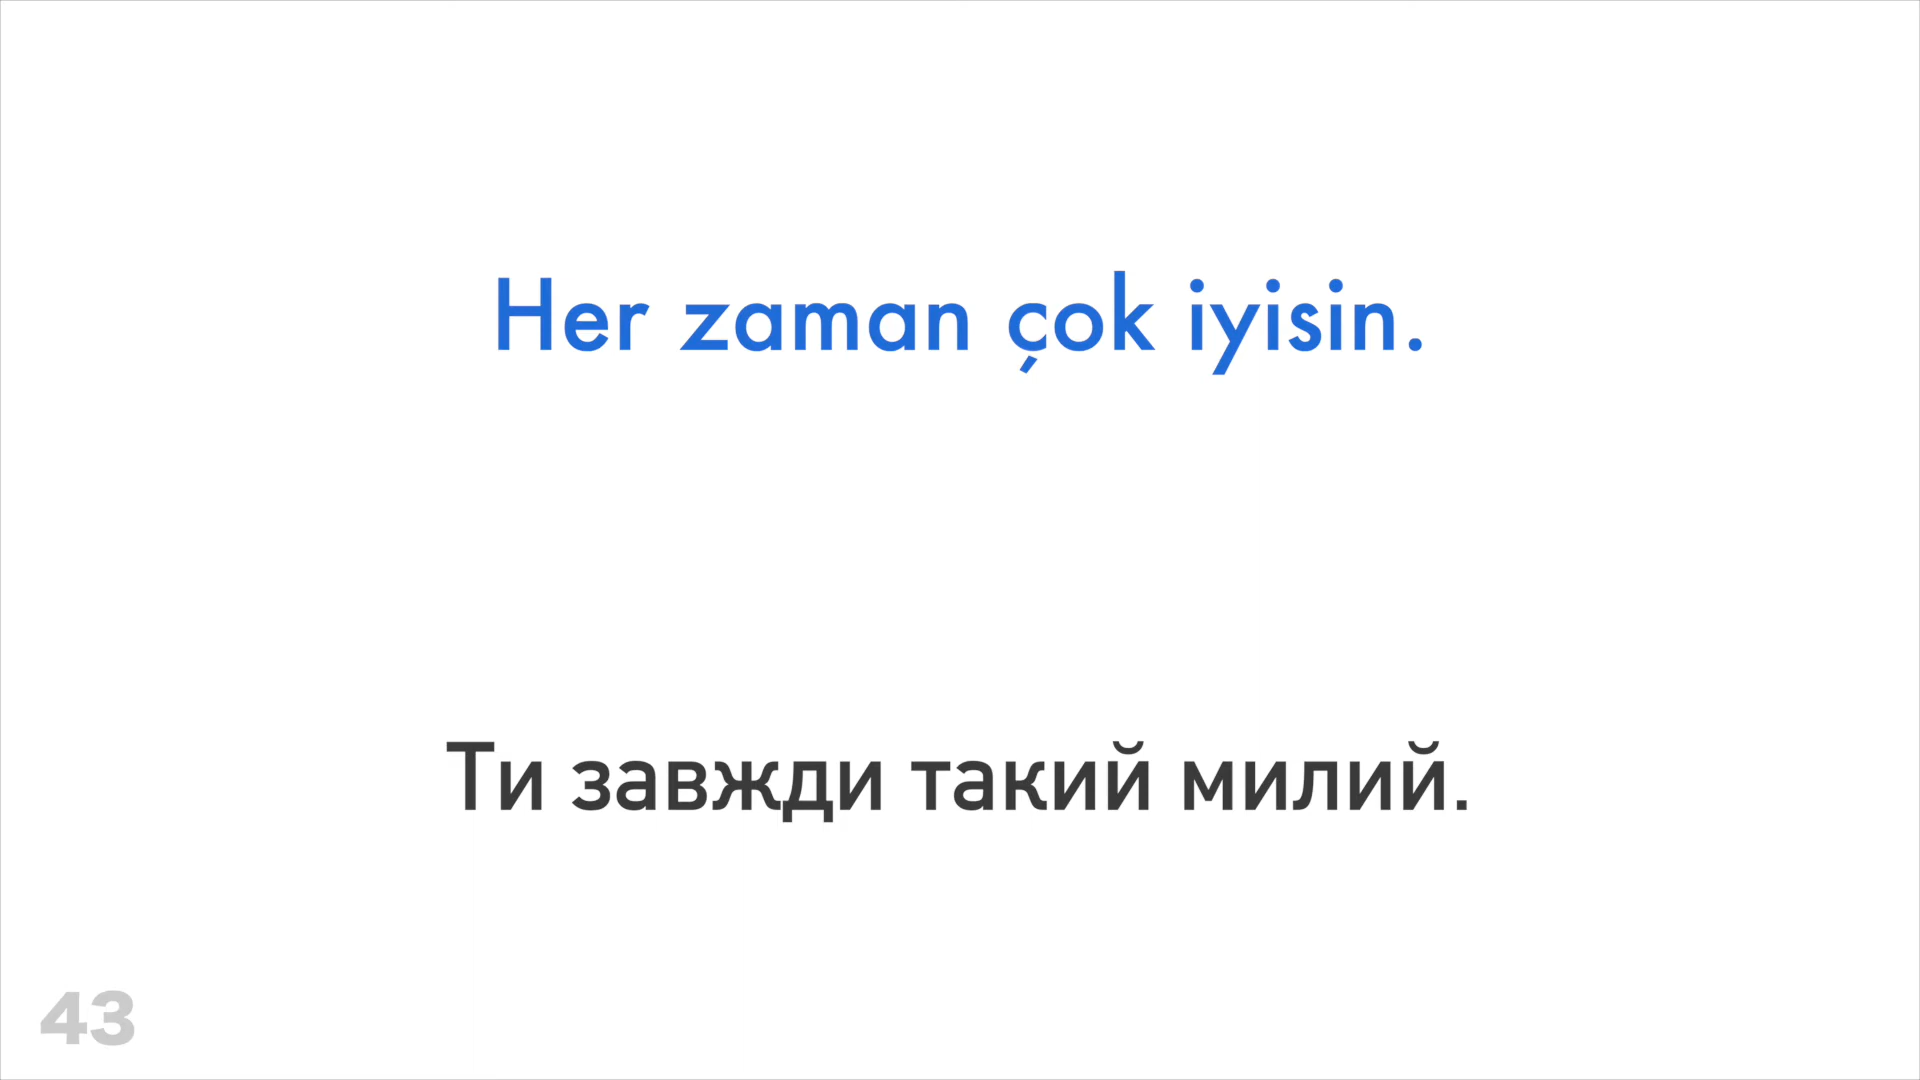 Her zaman çok iyisin.
Ти завжди такий милий.
43